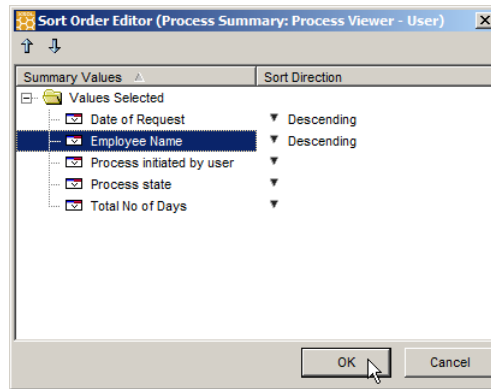 Sort Order Editor (Process Summary: Process Viewer - User)
Summary Values Sort Direction
Values Selected
Date of Request Descending
Employee Name Descending
Process initiated by user
Process state
Total No of Days
OK Cancel